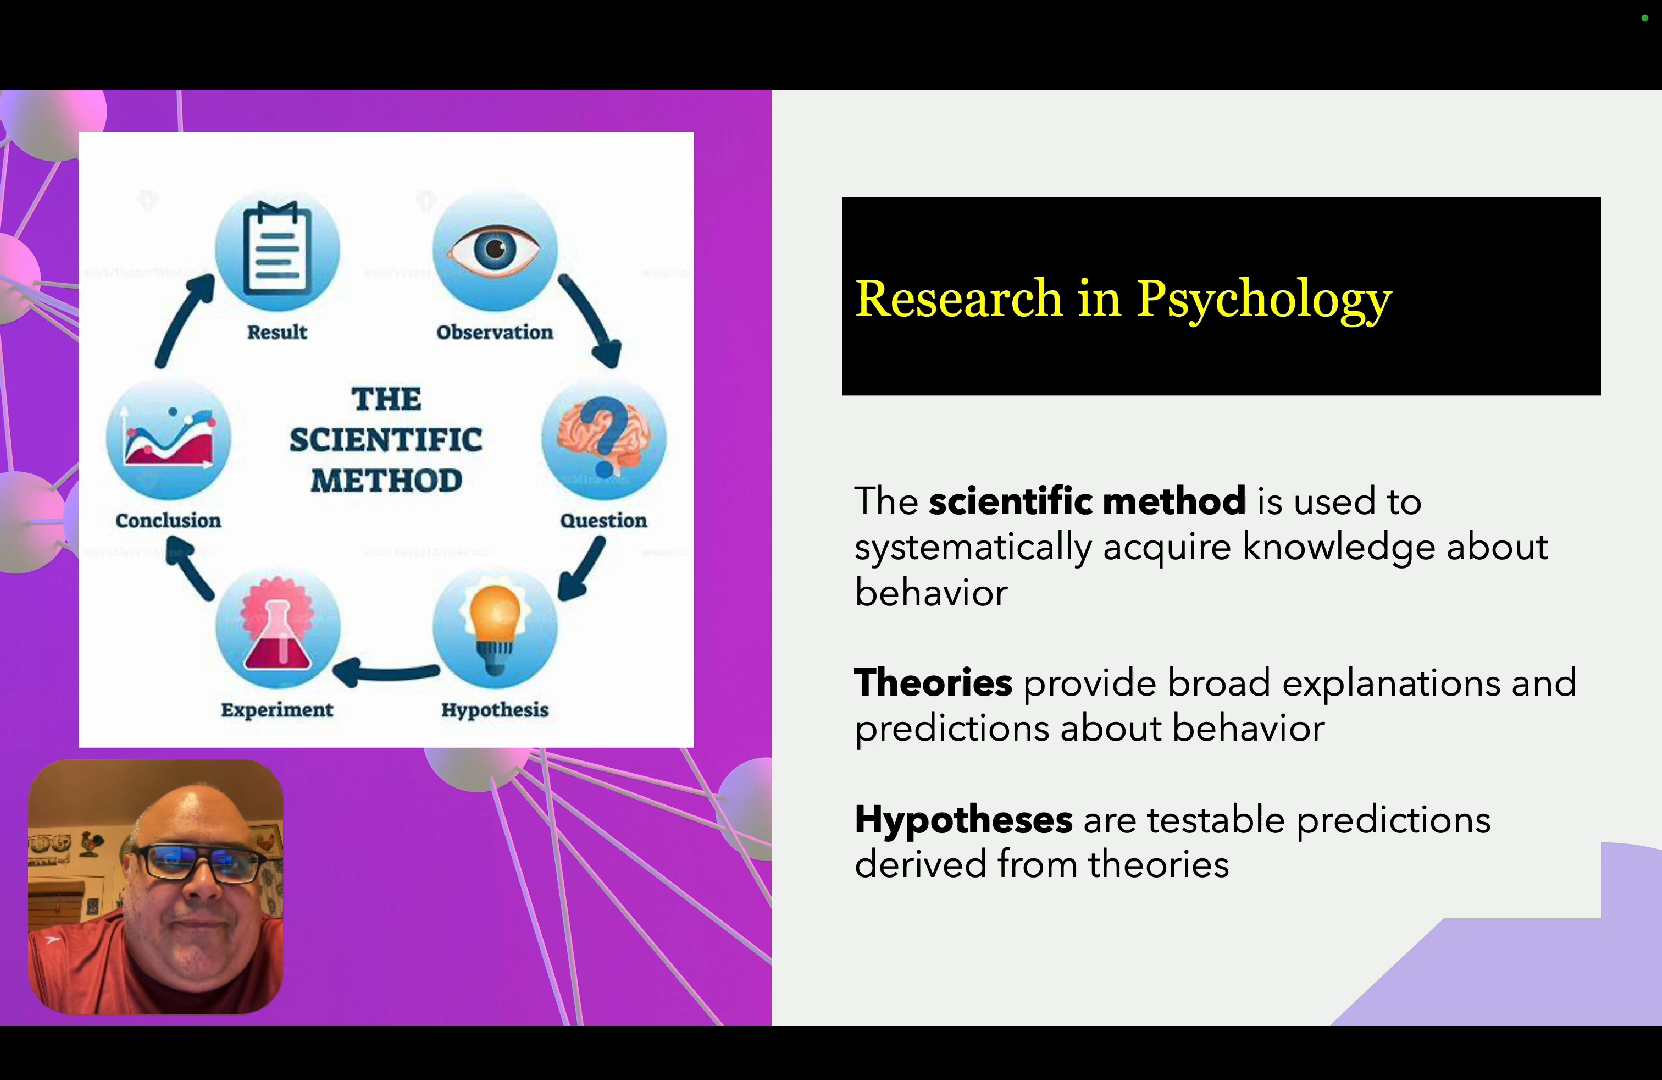 Result
Observation
THE
SCIENTIFIC
METHOD
Conclusion
Question
Experiment
Hypothesis
Research in Psychology
The scientific method is used to
systematically acquire knowledge about
behavior
Theories provide broad explanations and
predictions about behavior
Hypotheses are testable predictions
derived from theories